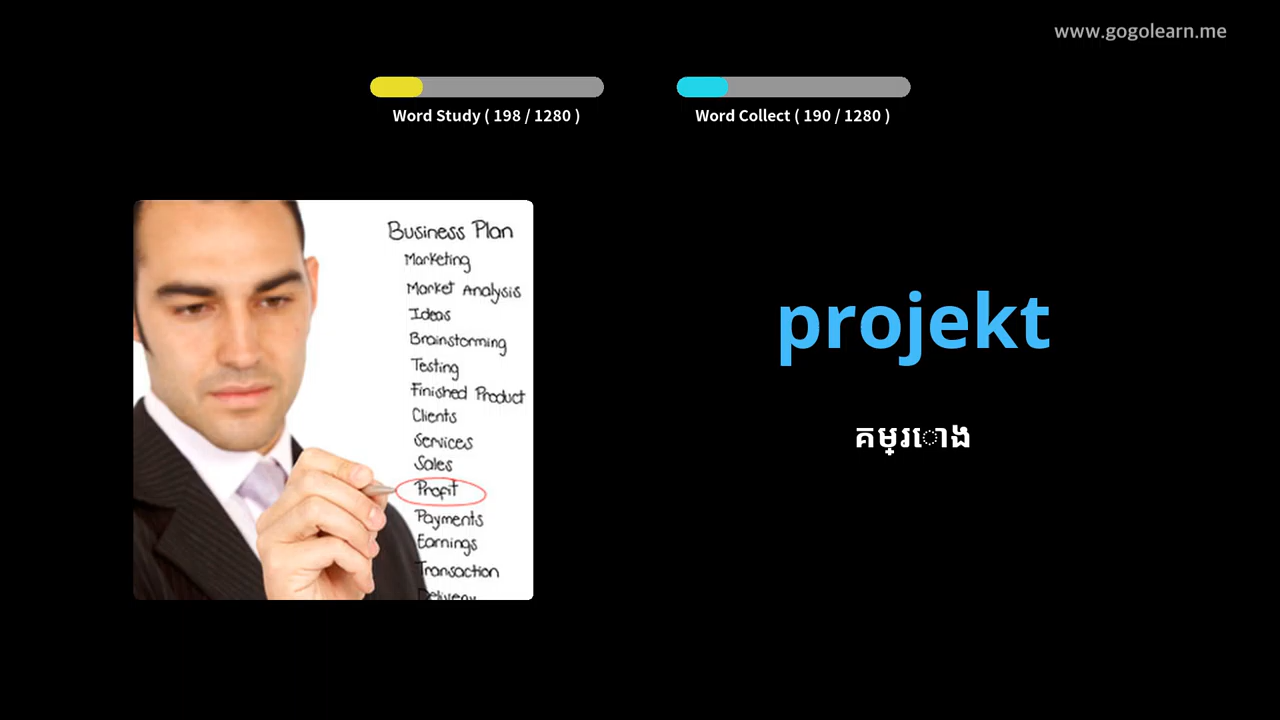 www.gogolearn.me
Word Study ( 198 / 1280 )
Word Collect ( 190 / 1280 )
Business Plan
Marketing
Market Analysis
Ideas
Brainstorming
Testing
Finished Product
Clients
Services
Sales
Profit
Payments
Earnings
Transaction
Delivery
projekt
គម្រោង